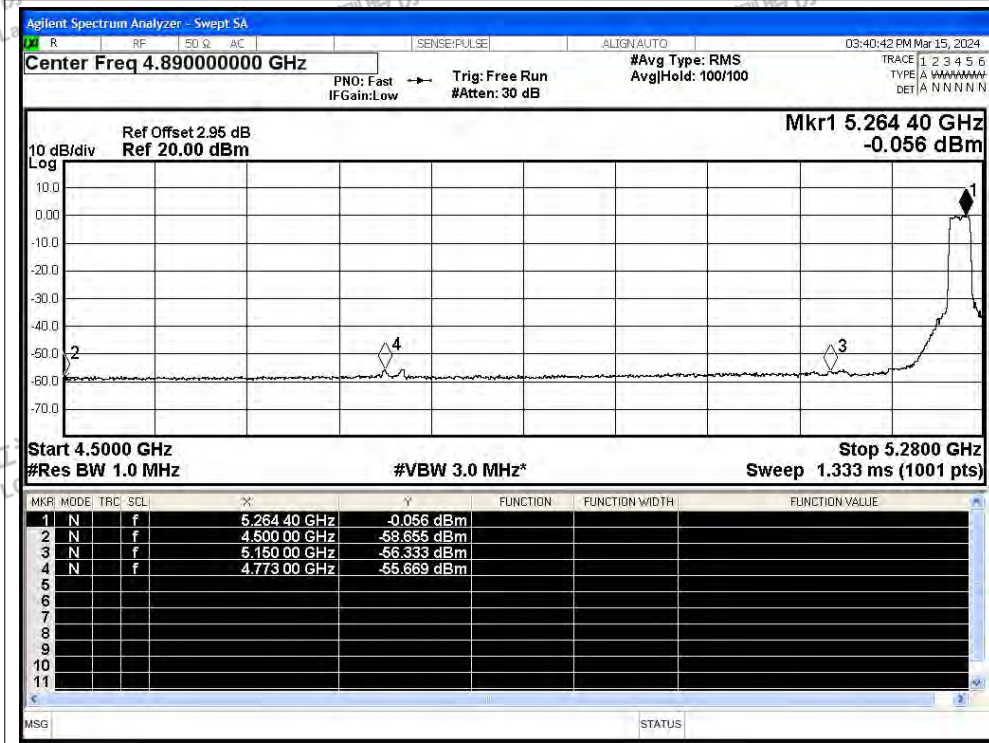 Agilent Spectrum Analyzer - Swept SA
LXI R RF 50 Ω AC SENSE:PULSE ALIGN AUTO 03:40:42 PM Mar 15, 2024
Center Freq 4.890000000 GHz
#Avg Type: RMS
TRACE 1 2 3 4 5 6
PNO: Fast Trig: Free Run
Avg|Hold: 100/100
TYPE A WWWWWW
IFGain:Low #Atten: 30 dB
DET A N N N N N
Mkr1 5.264 40 GHz
-0.056 dBm
Ref Offset 2.95 dB
10 dB/div Ref 20.00 dBm
Log
10.0
0.00
-10.0
-20.0
-30.0
-40.0
-50.0
-60.0
-70.0
1
2
4
3
Start 4.5000 GHz Stop 5.2800 GHz
#Res BW 1.0 MHz #VBW 3.0 MHz* Sweep 1.333 ms (1001 pts)
MKR MODE TRC SCL X Y FUNCTION FUNCTION WIDTH FUNCTION VALUE
1 N f 5.264 40 GHz -0.056 dBm
2 N f 4.500 00 GHz -58.655 dBm
3 N f 5.150 00 GHz -56.333 dBm
4 N f 4.773 00 GHz -55.669 dBm
5
6
7
8
9
10
11
MSG STATUS